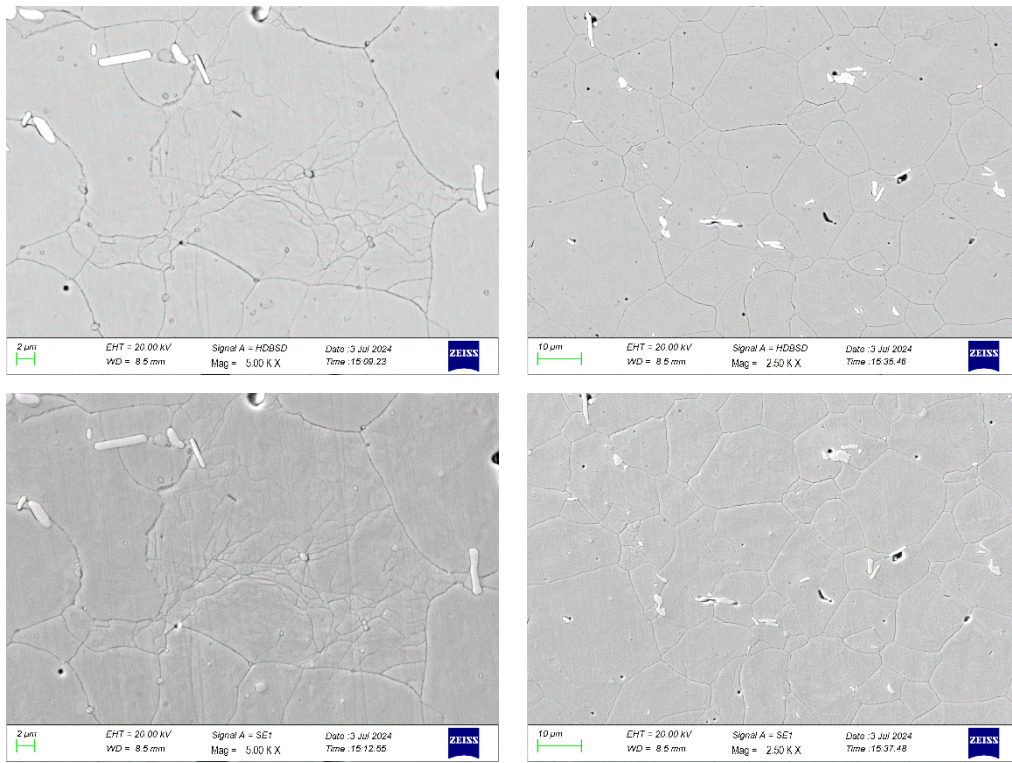 2 µm
EHT = 20.00 kV Signal A = HDBSD Date :3 Jul 2024
WD = 8.5 mm Mag = 5.00 K X Time :15:09.23
ZEISS
10 µm
EHT = 20.00 kV Signal A = HDBSD Date :3 Jul 2024
WD = 8.5 mm Mag = 2.50 K X Time :15:35.46
ZEISS
2 µm
EHT = 20.00 kV Signal A = SE1 Date :3 Jul 2024
WD = 8.5 mm Mag = 5.00 K X Time :15:12.55
ZEISS
10 µm
EHT = 20.00 kV Signal A = SE1 Date :3 Jul 2024
WD = 8.5 mm Mag = 2.50 K X Time :15:37.48
ZEISS